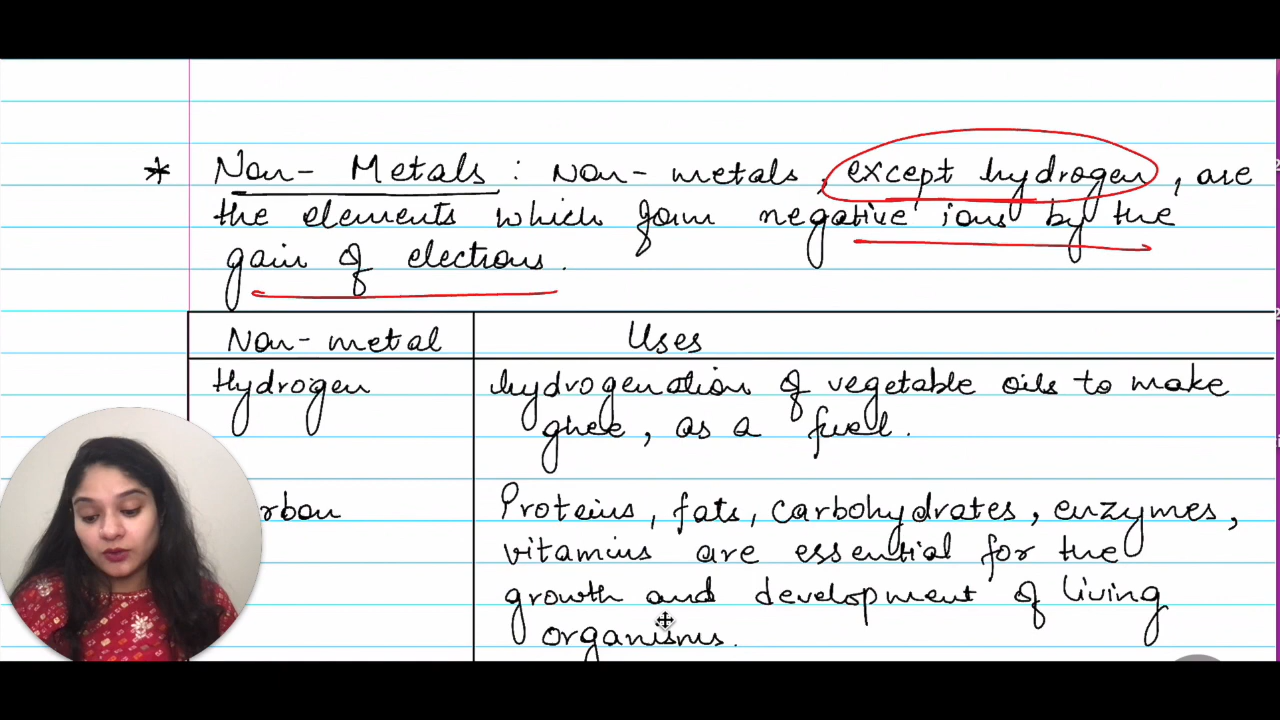 * Non-Metals : Non-metals, except hydrogen, are
the elements which form negative ions by the
gain of electrons.
Non-metal Uses
Hydrogen hydrogenation of vegetable oils to make
ghee, as a fuel.
rbon Proteins, fats, carbohydrates, enzymes,
vitamins are essential for the
growth and development of living
organisms.